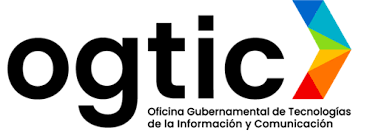 ogtic
Oficina Gubernamental de Tecnologías
de la Información y Comunicación